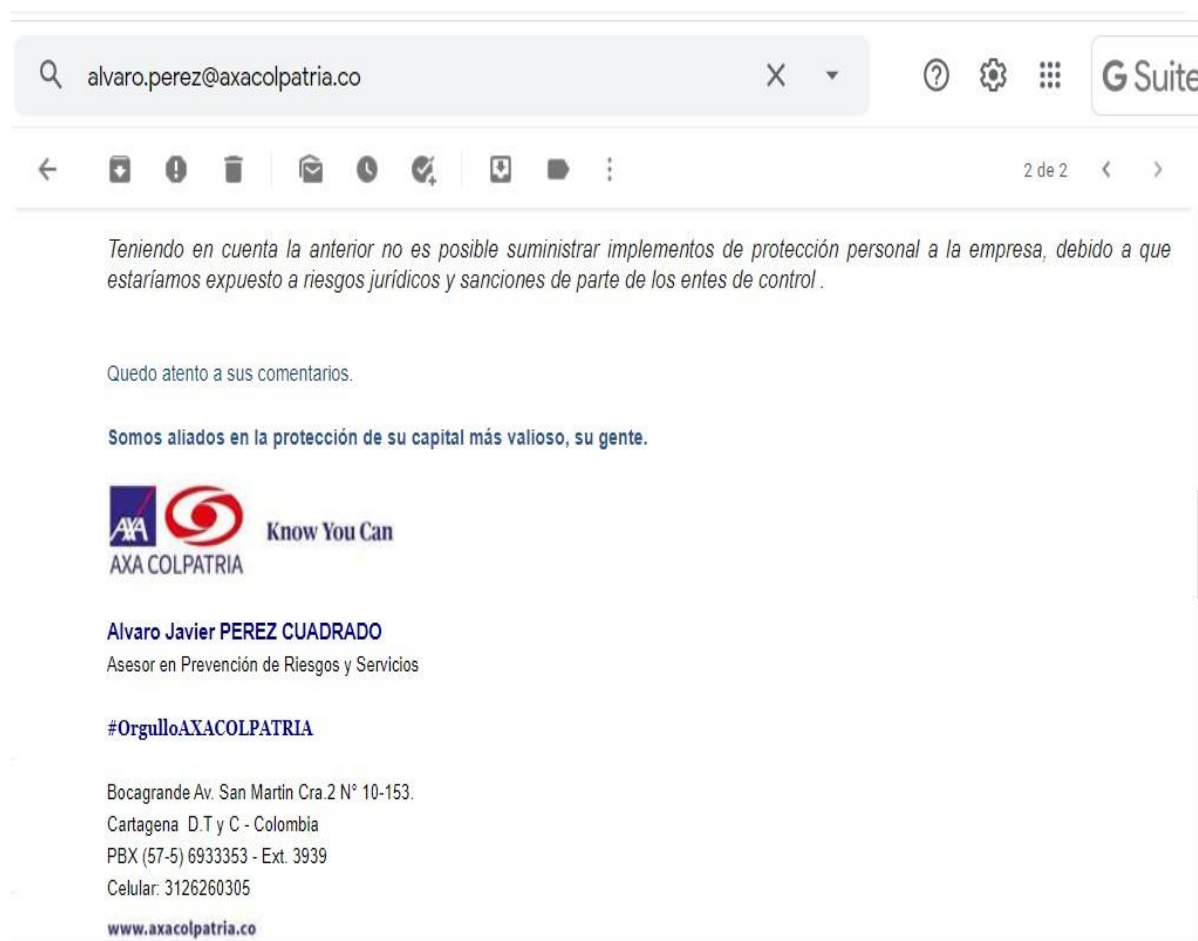 alvaro.perez@axacolpatria.co
G Suite
2 de 2
Teniendo en cuenta la anterior no es posible suministrar implementos de protección personal a la empresa, debido a que
estaríamos expuesto a riesgos jurídicos y sanciones de parte de los entes de control .
Quedo atento a sus comentarios.
Somos aliados en la protección de su capital más valioso, su gente.
AXA
Know You Can
AXA COLPATRIA
Alvaro Javier PEREZ CUADRADO
Asesor en Prevención de Riesgos y Servicios
#OrgulloAXACOLPATRIA
Bocagrande Av. San Martin Cra.2 N° 10-153.
Cartagena D.T y C - Colombia
PBX (57-5) 6933353 - Ext. 3939
Celular: 3126260305
www.axacolpatria.co